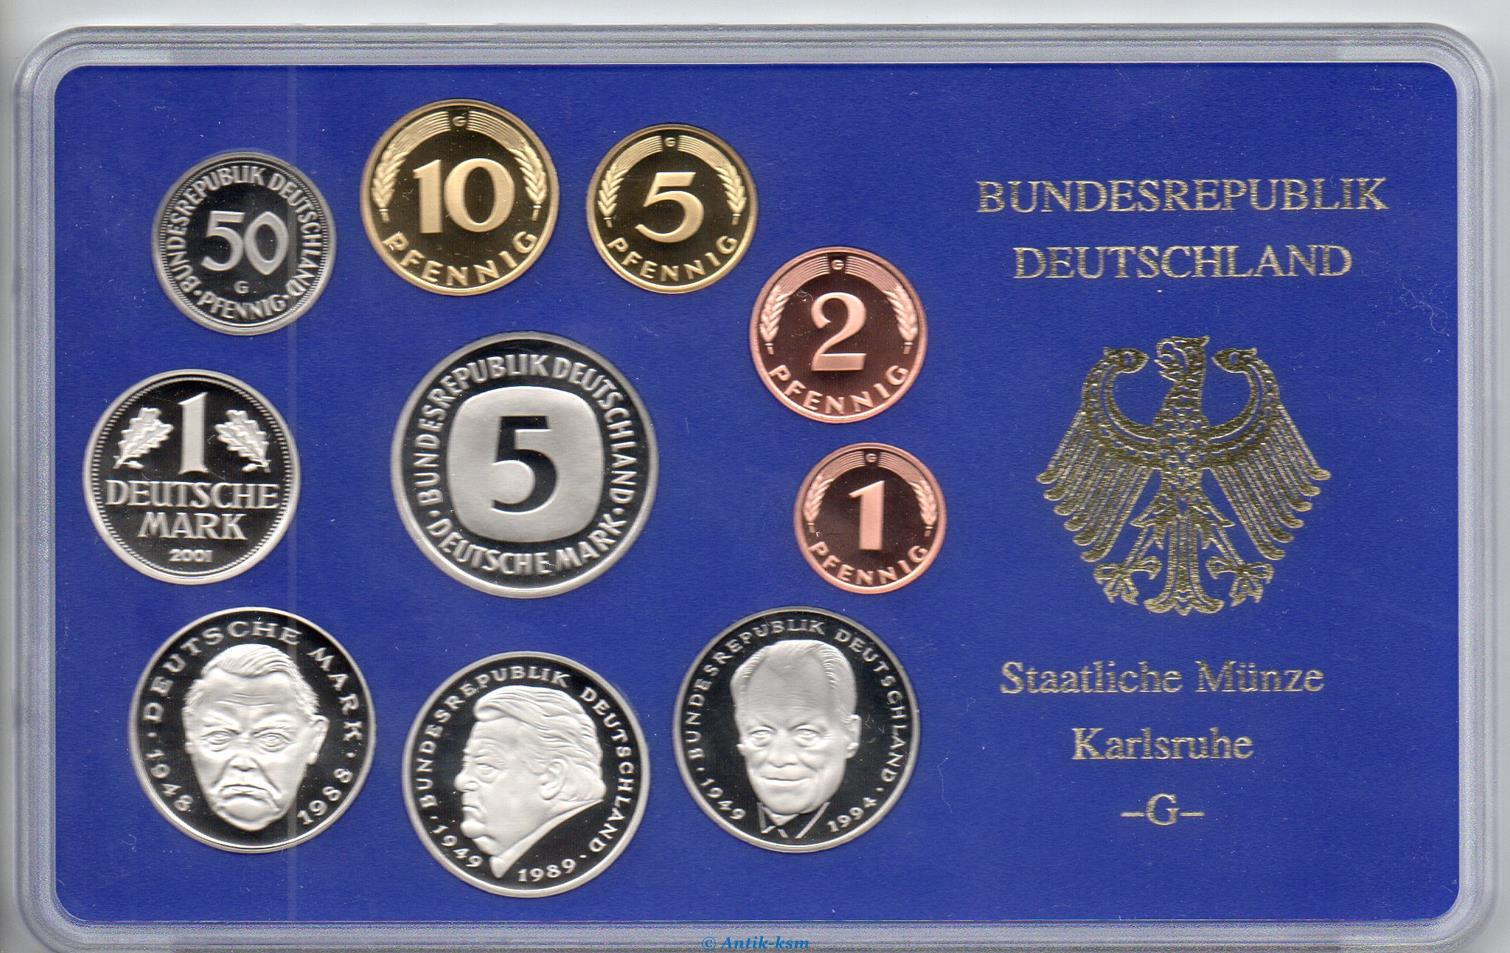 BUNDESREPUBLIK DEUTSCHLAND
50
G
·PFENNIG·
G
10
PFENNIG
G
5
PFENNIG
G
2
PFENNIG
G
1
PFENNIG
1
DEUTSCHE
MARK
2001
BUNDESREPUBLIK DEUTSCHLAND
5
·DEUTSCHE MARK·
·DEUTSCHE MARK·
1948 1988
BUNDESREPUBLIK DEUTSCHLAND
·1949 1989·
BUNDESREPUBLIK DEUTSCHLAND
·1949 1994·
BUNDESREPUBLIK
DEUTSCHLAND
Staatliche Münze
Karlsruhe
–G–
© Antik-ksm